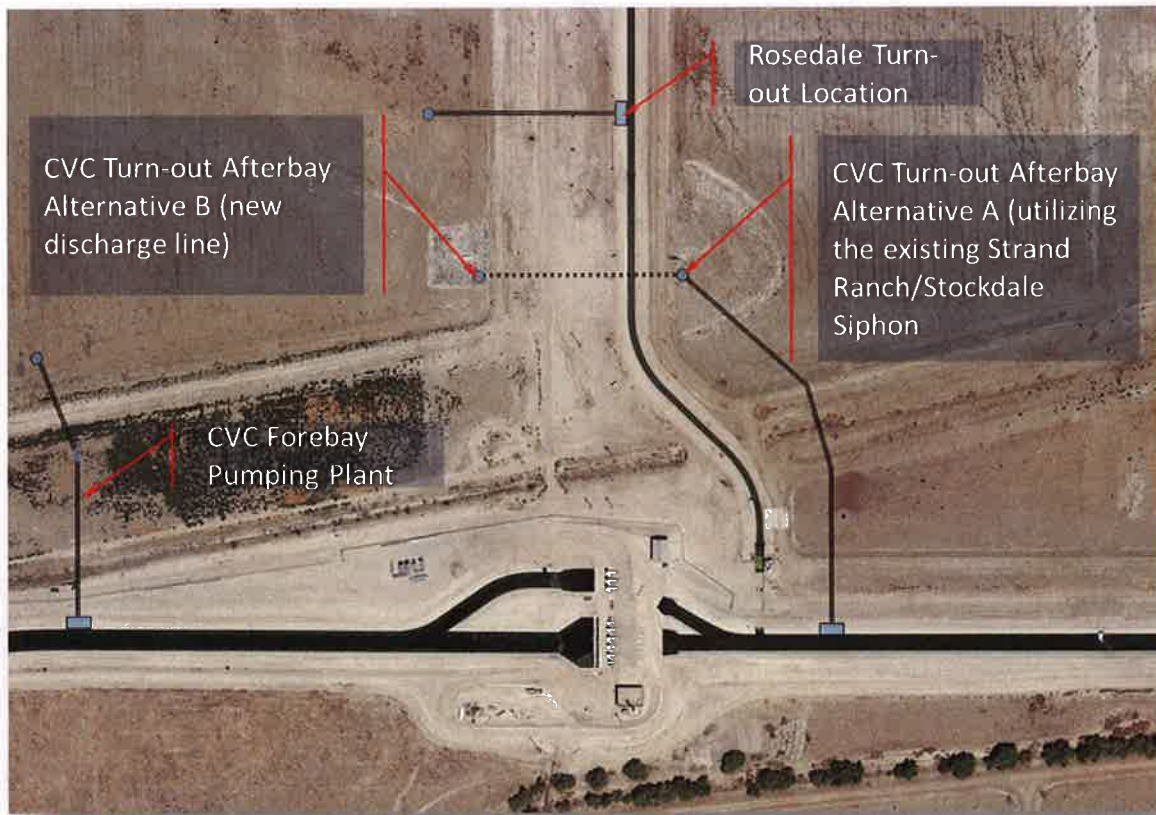 Rosedale Turn-
out Location
CVC Turn-out Afterbay
Alternative B (new
discharge line)
CVC Turn-out Afterbay
Alternative A (utilizing
the existing Strand
Ranch/Stockdale
Siphon
CVC Forebay
Pumping Plant